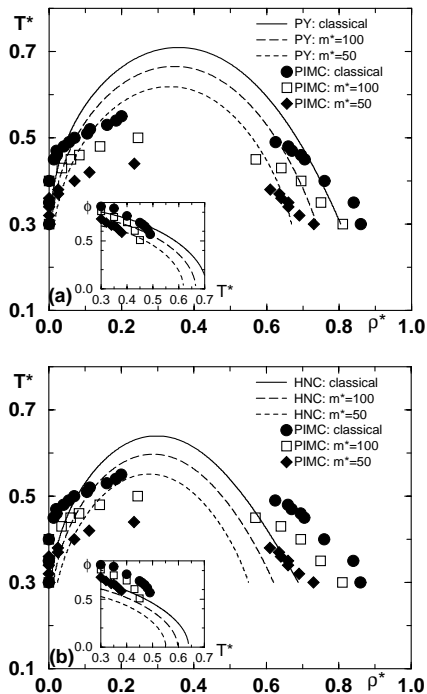 T*
0.7
0.5
0.3
0.1
PY: classical
PY: m*=100
PY: m*=50
PIMC: classical
PIMC: m*=100
PIMC: m*=50
ϕ
0.5
0.0
0.3 0.4 0.5 0.6 0.7
T*
(a)
0.0 0.2 0.4 0.6 0.8 1.0
ρ*
T*
0.7
0.5
0.3
0.1
HNC: classical
HNC: m*=100
HNC: m*=50
PIMC: classical
PIMC: m*=100
PIMC: m*=50
ϕ
0.5
0.0
0.3 0.4 0.5 0.6 0.7
T*
(b)
0.0 0.2 0.4 0.6 0.8 1.0
ρ*